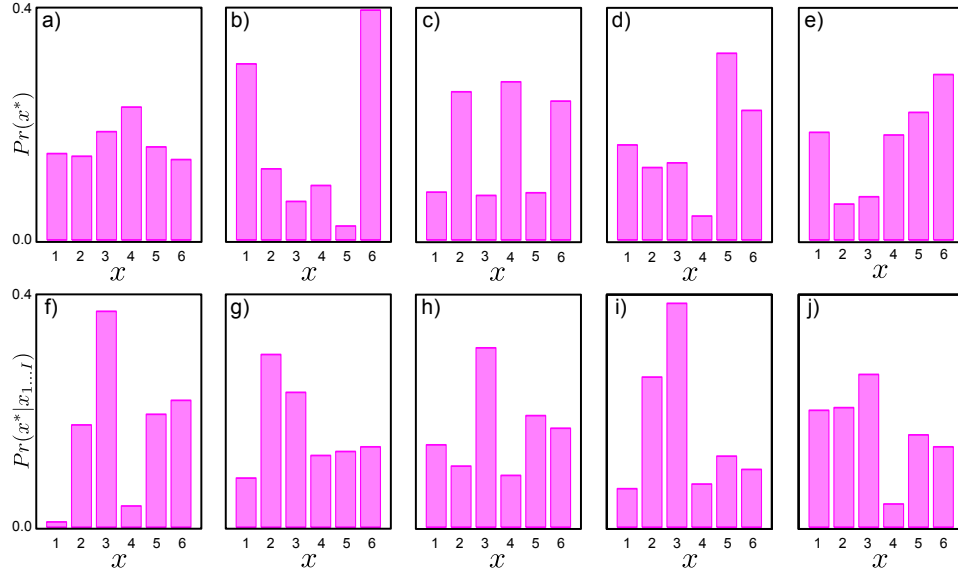 a) b) c) d) e)
0.4
Pr(x*)
0.0
1 2 3 4 5 6 1 2 3 4 5 6 1 2 3 4 5 6 1 2 3 4 5 6 1 2 3 4 5 6
x x x x x
f) g) h) i) j)
0.4
Pr(x*|x₁...I)
0.0
1 2 3 4 5 6 1 2 3 4 5 6 1 2 3 4 5 6 1 2 3 4 5 6 1 2 3 4 5 6
x x x x x